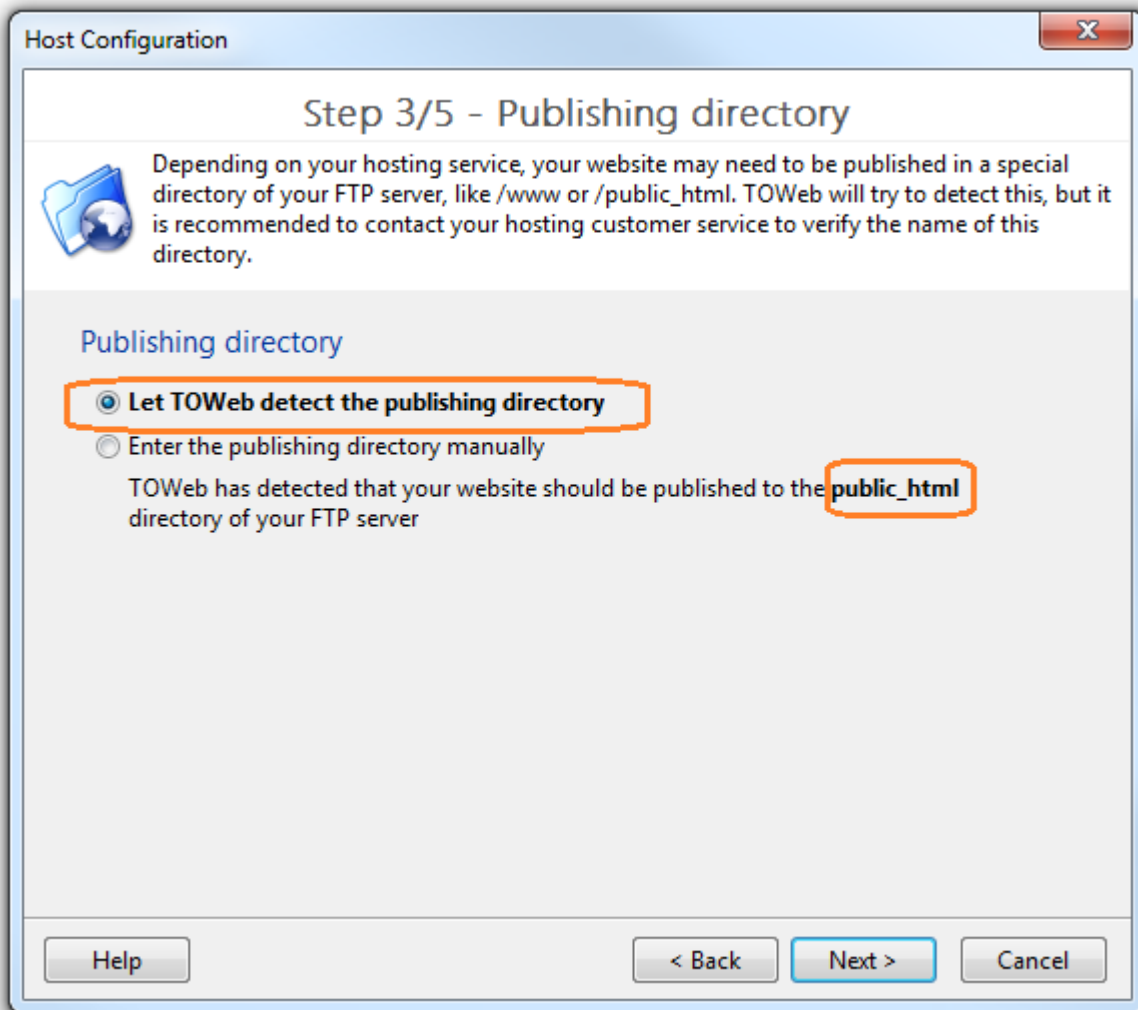 Host Configuration
Step 3/5 - Publishing directory
Depending on your hosting service, your website may need to be published in a special
directory of your FTP server, like /www or /public_html. TOWeb will try to detect this, but it
is recommended to contact your hosting customer service to verify the name of this
directory.
Publishing directory
Let TOWeb detect the publishing directory
Enter the publishing directory manually
TOWeb has detected that your website should be published to the public_html
directory of your FTP server
Help
< Back
Next >
Cancel